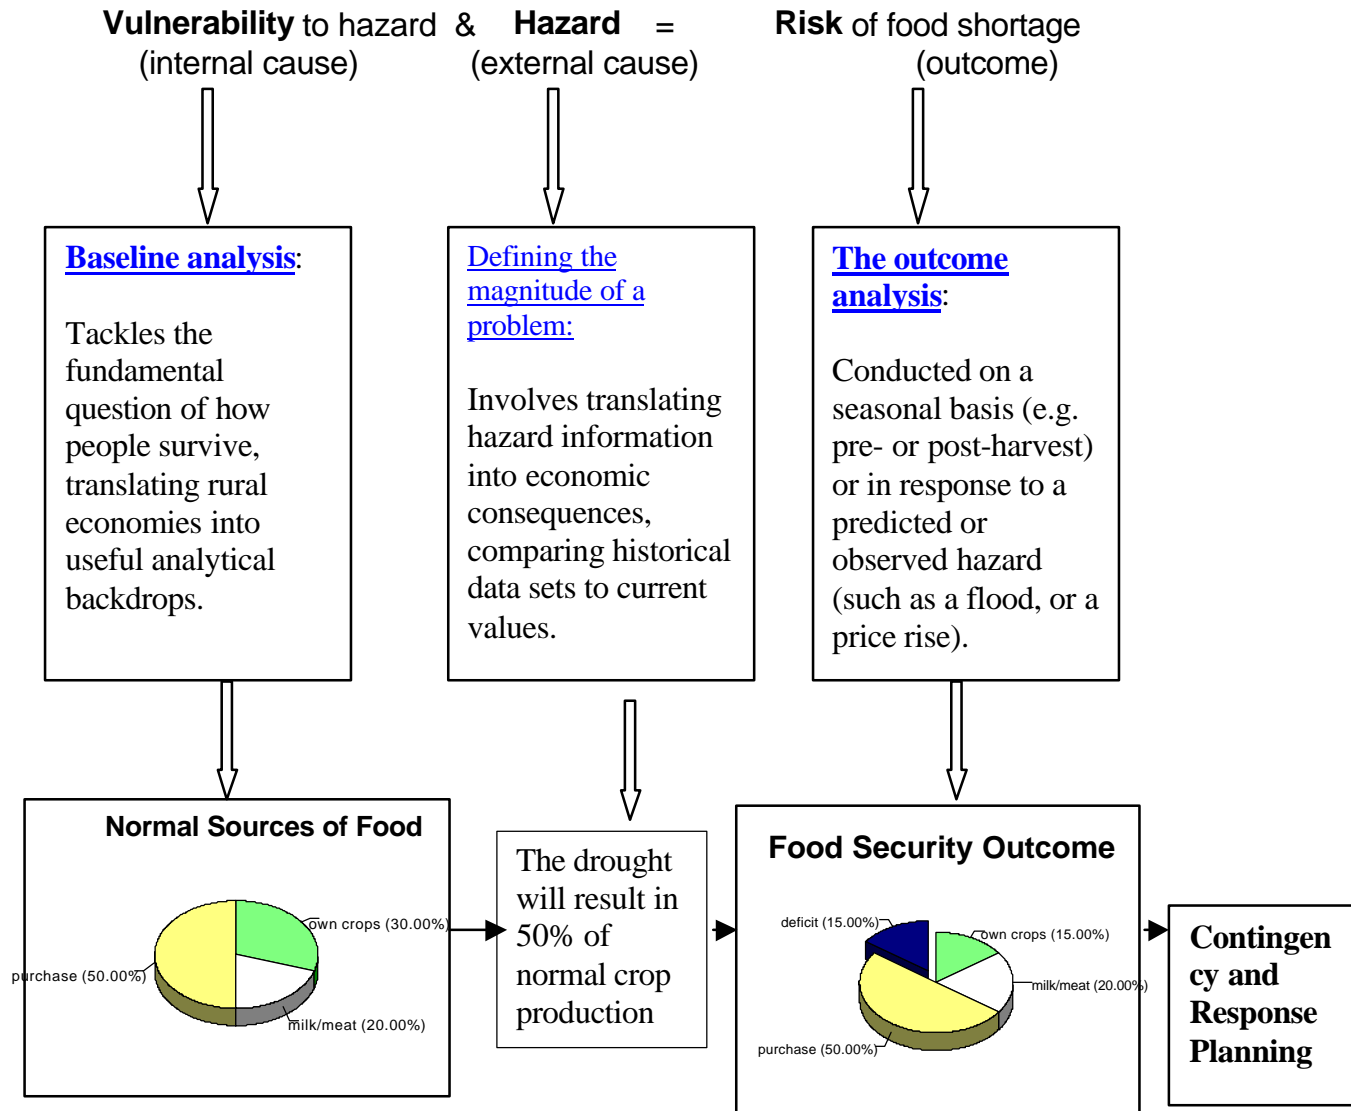 Vulnerability to hazard & Hazard = Risk of food shortage
(internal cause) (external cause) (outcome)
Baseline analysis:
Tackles the
fundamental
question of how
people survive,
translating rural
economies into
useful analytical
backdrops.
Defining the
magnitude of a
problem:
Involves translating
hazard information
into economic
consequences,
comparing historical
data sets to current
values.
The outcome
analysis:
Conducted on a
seasonal basis (e.g.
pre- or post-harvest)
or in response to a
predicted or
observed hazard
(such as a flood, or a
price rise).
Normal Sources of Food
own crops (30.00%)
purchase (50.00%)
milk/meat (20.00%)
The drought
will result in
50% of
normal crop
production
Food Security Outcome
deficit (15.00%)
own crops (15.00%)
milk/meat (20.00%)
purchase (50.00%)
Contingen
cy and
Response
Planning